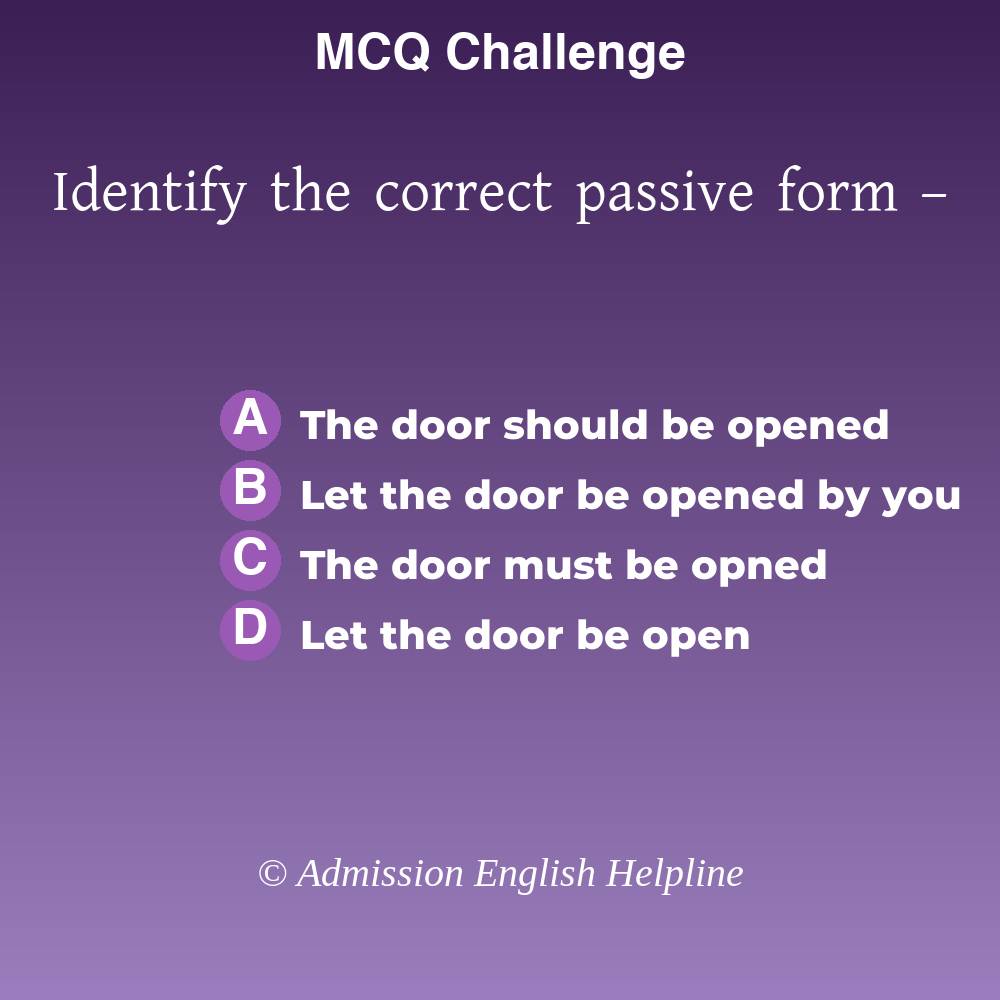 MCQ Challenge
Identify the correct passive form –
A The door should be opened
B Let the door be opened by you
C The door must be opned
D Let the door be open
© Admission English Helpline